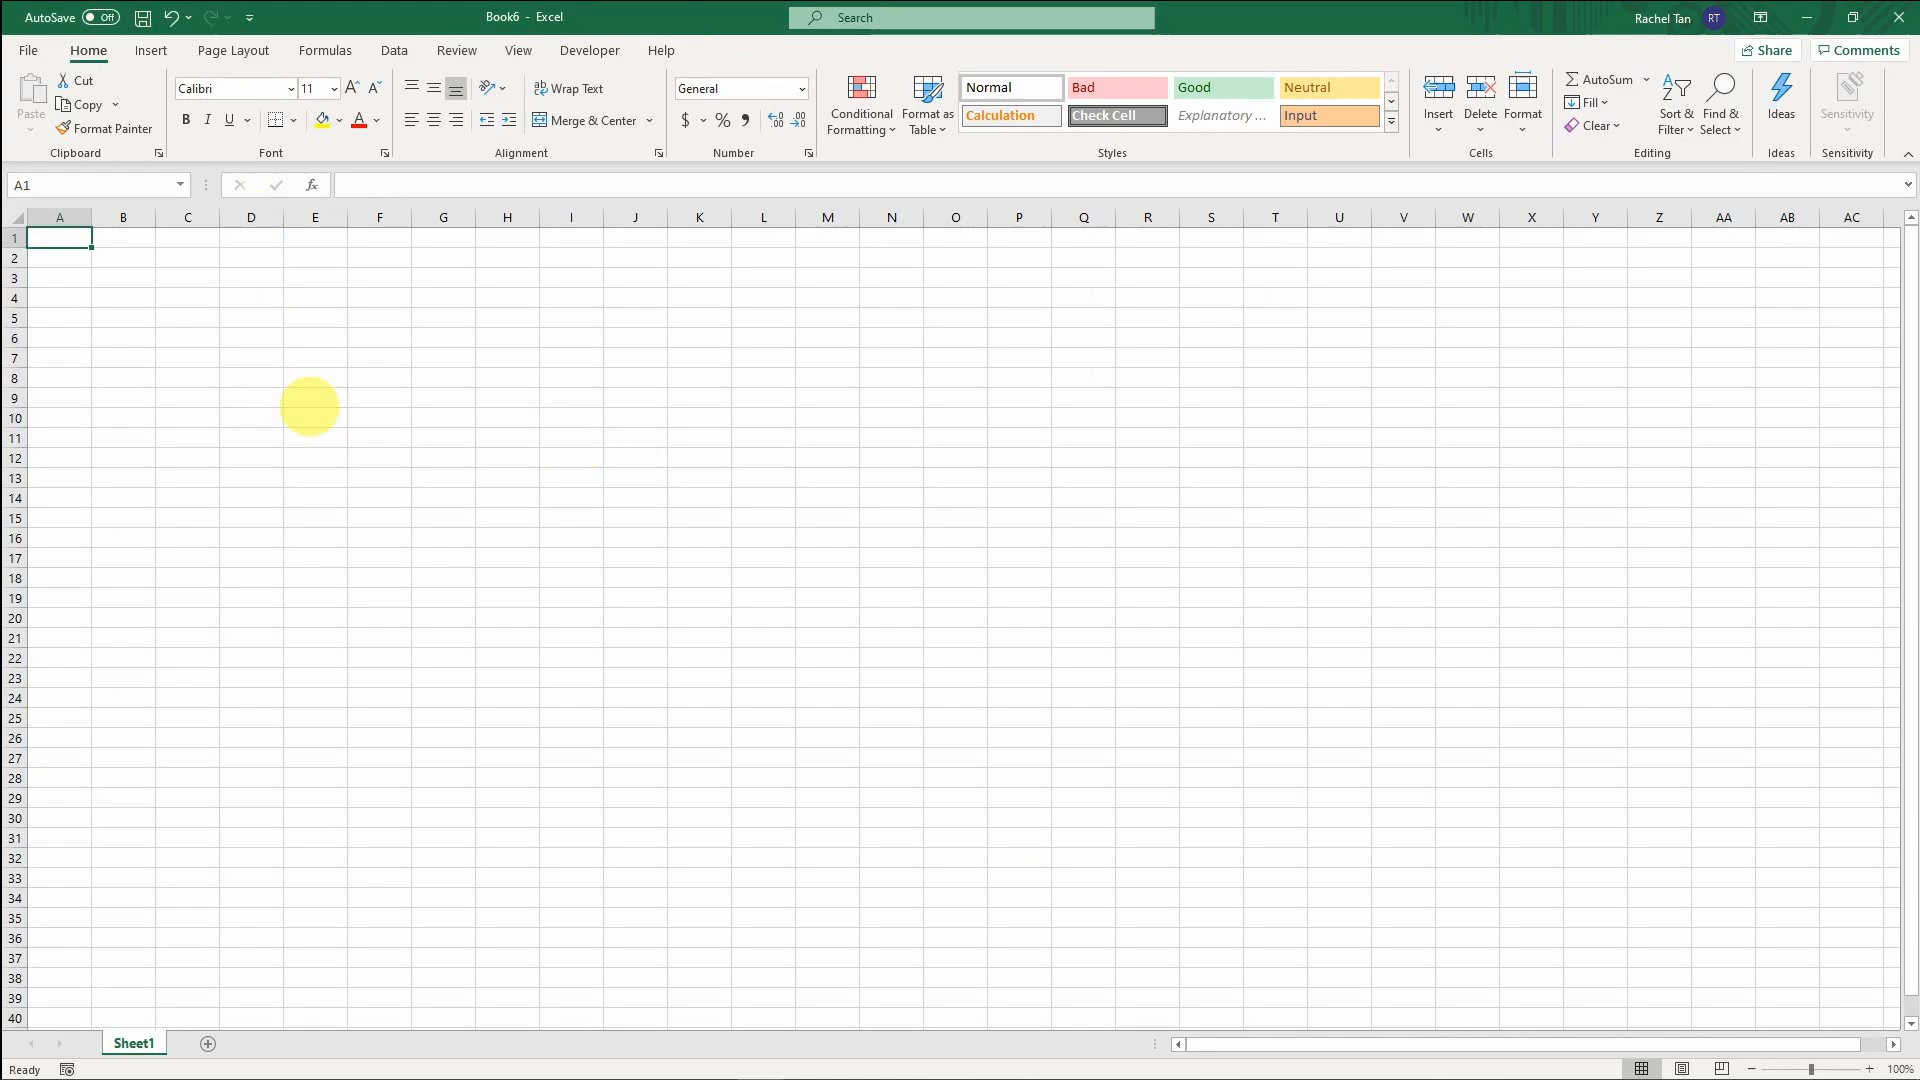 AutoSave Off Book6 - Excel Search Rachel Tan RT
File Home Insert Page Layout Formulas Data Review View Developer Help Share Comments
Paste Cut Copy Format Painter
Clipboard
Calibri 11
B I U
Font
Wrap Text
Merge & Center
Alignment
General
$ % 
Number
Conditional Formatting
Format as Table
Normal Bad Good Neutral
Calculation Check Cell Explanatory ... Input
Styles
Insert Delete Format
Cells
AutoSum
Fill
Clear
Sort & Filter
Find & Select
Editing
Ideas
Ideas
Sensitivity
Sensitivity
A1 fx
A B C D E F G H I J K L M N O P Q R S T U V W X Y Z AA AB AC
1
2
3
4
5
6
7
8
9
10
11
12
13
14
15
16
17
18
19
20
21
22
23
24
25
26
27
28
29
30
31
32
33
34
35
36
37
38
39
40
Sheet1
Ready 100%